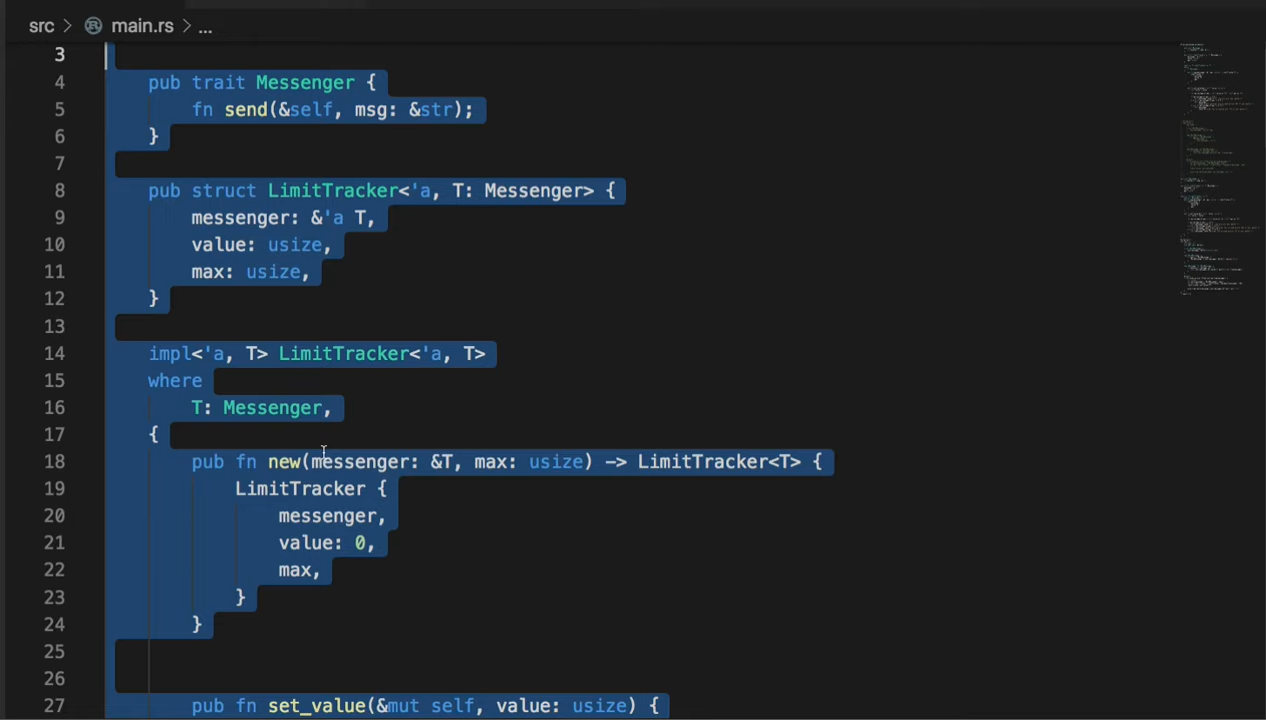 src > main.rs > ...
3
4 pub trait Messenger {
5 fn send(&self, msg: &str);
6 }
7
8 pub struct LimitTracker<'a, T: Messenger> {
9 messenger: &'a T,
10 value: usize,
11 max: usize,
12 }
13
14 impl<'a, T> LimitTracker<'a, T>
15 where
16 T: Messenger,
17 {
18 pub fn new(messenger: &T, max: usize) -> LimitTracker<T> {
19 LimitTracker {
20 messenger,
21 value: 0,
22 max,
23 }
24 }
25
26
27 pub fn set_value(&mut self, value: usize) {